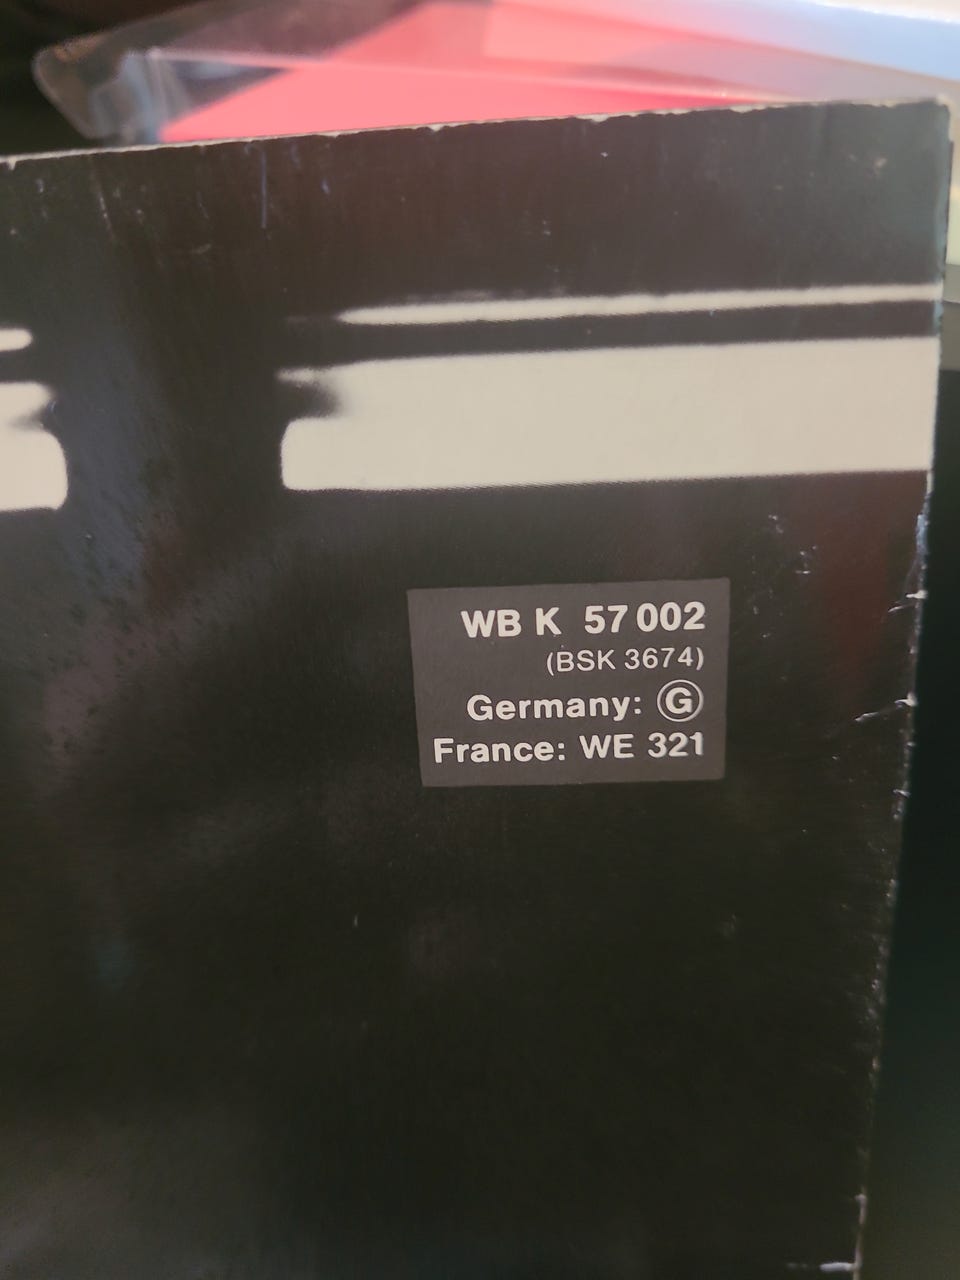 WB K 57 002
(BSK 3674)
Germany: Ⓖ
France: WE 321